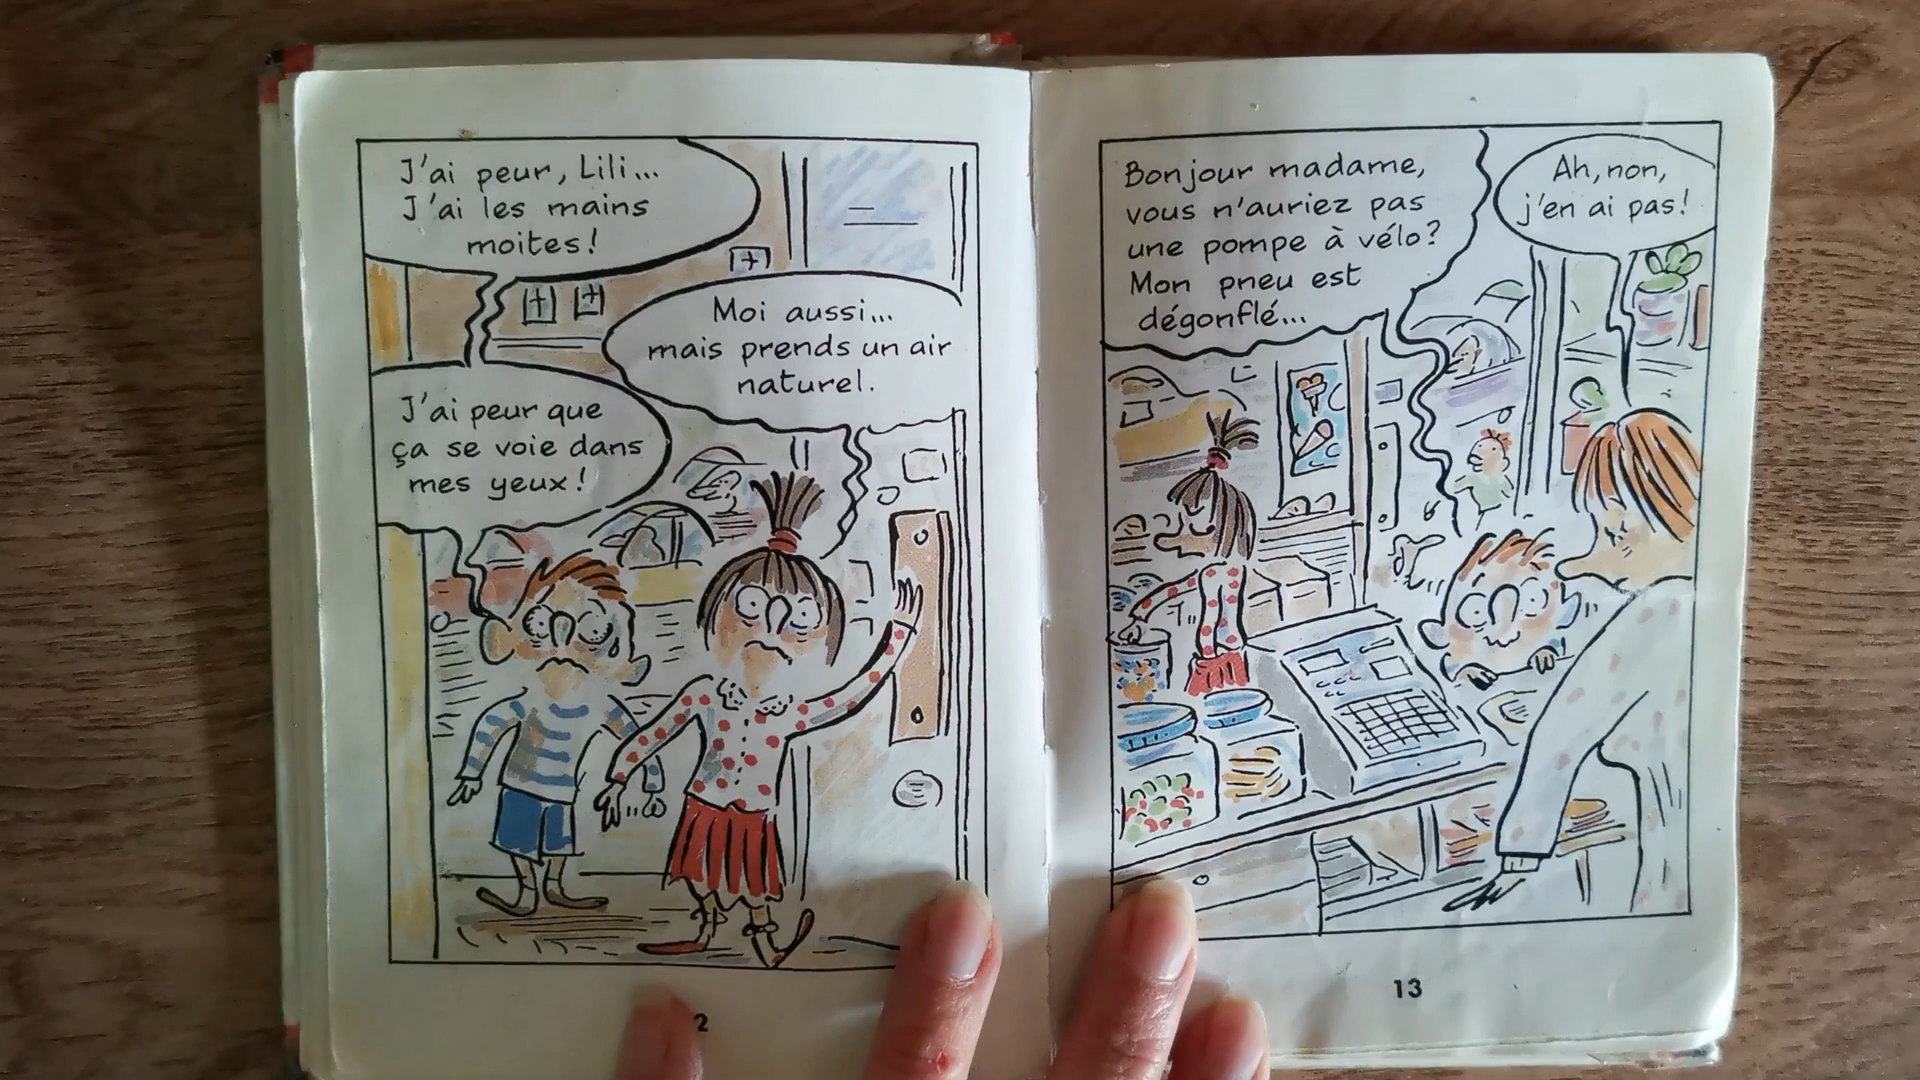 J'ai peur, Lili...
J'ai les mains
moites!
Moi aussi...
mais prends un air
naturel.
J'ai peur que
ça se voie dans
mes yeux!
2
Bonjour madame,
vous n'auriez pas
une pompe à vélo?
Mon pneu est
dégonflé...
Ah, non,
j'en ai pas!
13